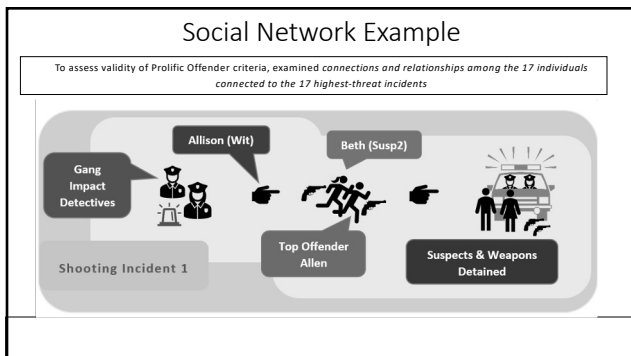 Social Network Example
To assess validity of Prolific Offender criteria, examined connections and relationships among the 17 individuals
connected to the 17 highest-threat incidents
Allison (Wit)
Beth (Susp2)
Gang
Impact
Detectives
Top Offender
Allen
Suspects & Weapons
Detained
Shooting Incident 1